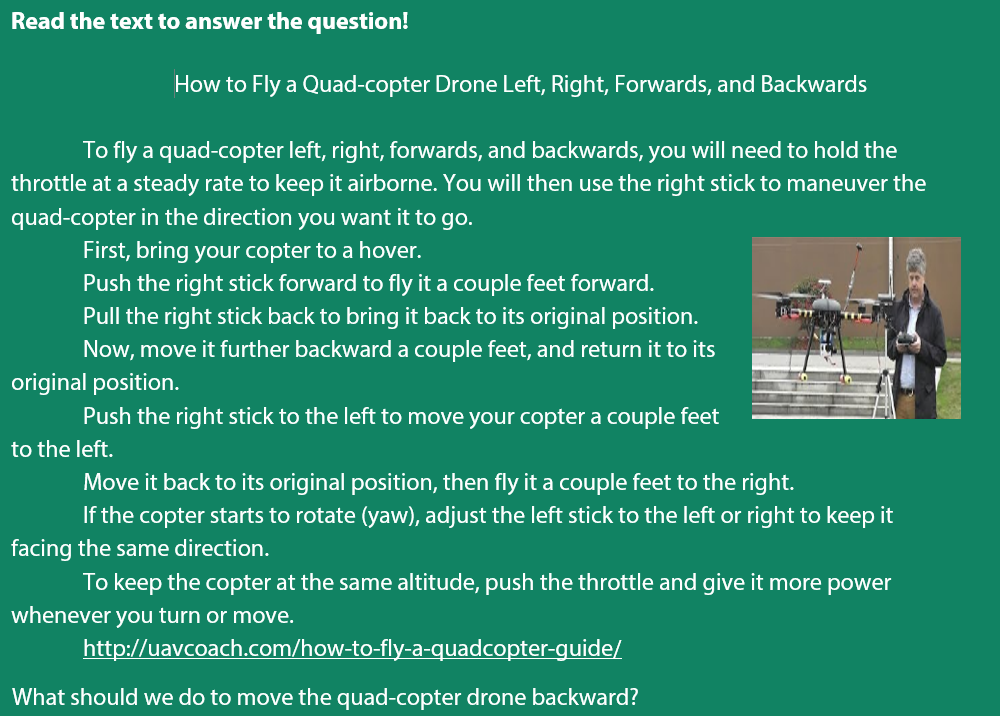 Read the text to answer the question!
How to Fly a Quad-copter Drone Left, Right, Forwards, and Backwards
To fly a quad-copter left, right, forwards, and backwards, you will need to hold the
throttle at a steady rate to keep it airborne. You will then use the right stick to maneuver the
quad-copter in the direction you want it to go.
First, bring your copter to a hover.
Push the right stick forward to fly it a couple feet forward.
Pull the right stick back to bring it back to its original position.
Now, move it further backward a couple feet, and return it to its
original position.
Push the right stick to the left to move your copter a couple feet
to the left.
Move it back to its original position, then fly it a couple feet to the right.
If the copter starts to rotate (yaw), adjust the left stick to the left or right to keep it
facing the same direction.
To keep the copter at the same altitude, push the throttle and give it more power
whenever you turn or move.
http://uavcoach.com/how-to-fly-a-quadcopter-guide/
What should we do to move the quad-copter drone backward?